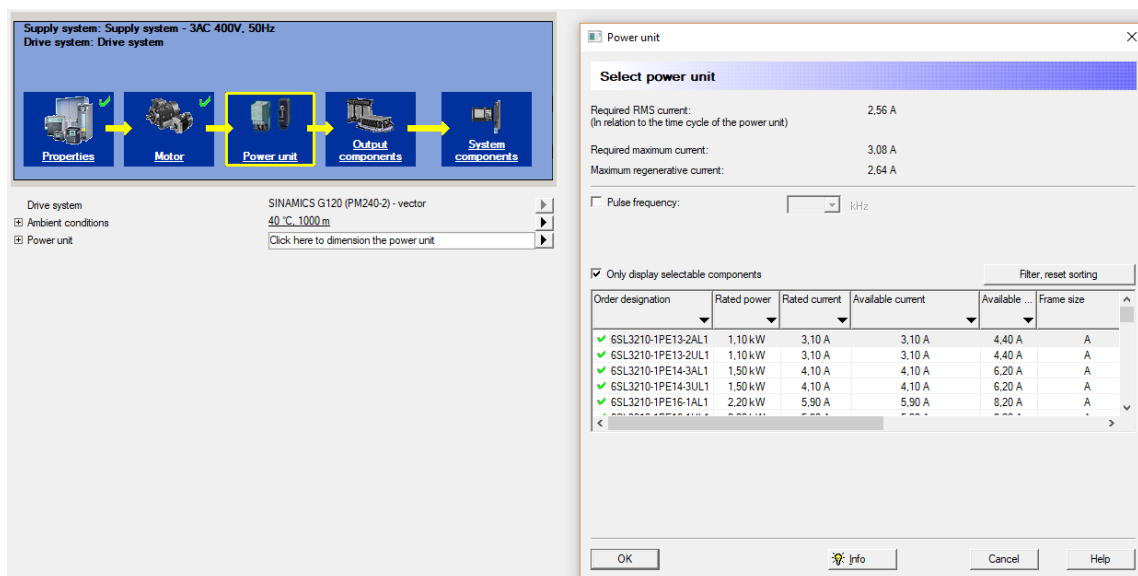 Supply system: Supply system - 3AC 400V, 50Hz
Drive system: Drive system
Properties
Motor
Power unit
Output components
System components
Drive system SINAMICS G120 (PM240-2) - vector
Ambient conditions 40 °C, 1000 m
Power unit Click here to dimension the power unit
Power unit
Select power unit
Required RMS current: 2,56 A
(In relation to the time cycle of the power unit)
Required maximum current: 3,08 A
Maximum regenerative current: 2,64 A
Pulse frequency: kHz
Only display selectable components Filter, reset sorting
Order designation Rated power Rated current Available current Available ... Frame size
6SL3210-1PE13-2AL1 1,10 kW 3,10 A 3,10 A 4,40 A A
6SL3210-1PE13-2UL1 1,10 kW 3,10 A 3,10 A 4,40 A A
6SL3210-1PE14-3AL1 1,50 kW 4,10 A 4,10 A 6,20 A A
6SL3210-1PE14-3UL1 1,50 kW 4,10 A 4,10 A 6,20 A A
6SL3210-1PE16-1AL1 2,20 kW 5,90 A 5,90 A 8,20 A A
OK Info Cancel Help